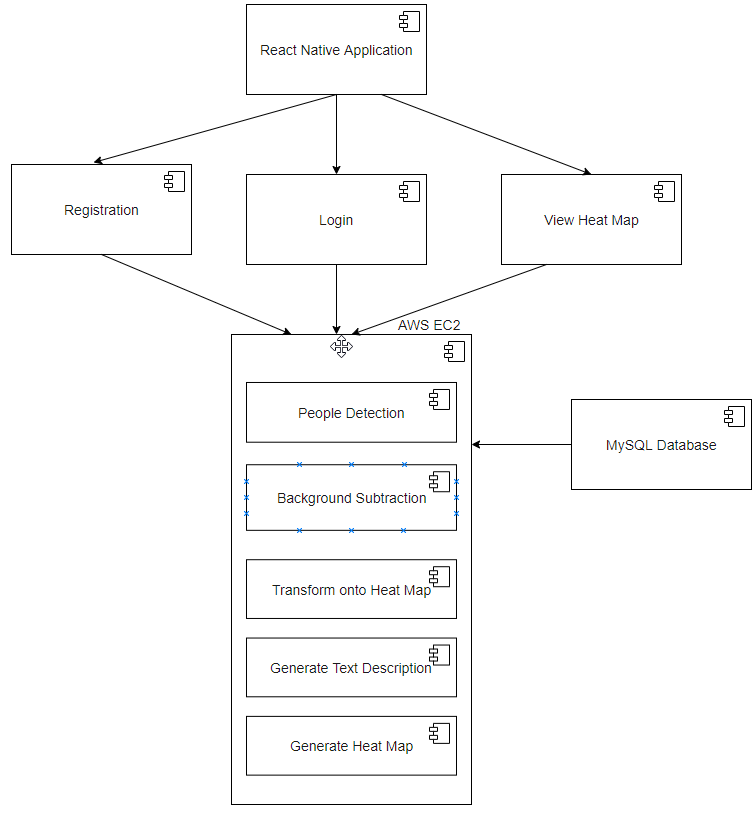 React Native Application
Registration
Login
View Heat Map
AWS EC2
People Detection
MySQL Database
Background Subtraction
Transform onto Heat Map
Generate Text Description
Generate Heat Map